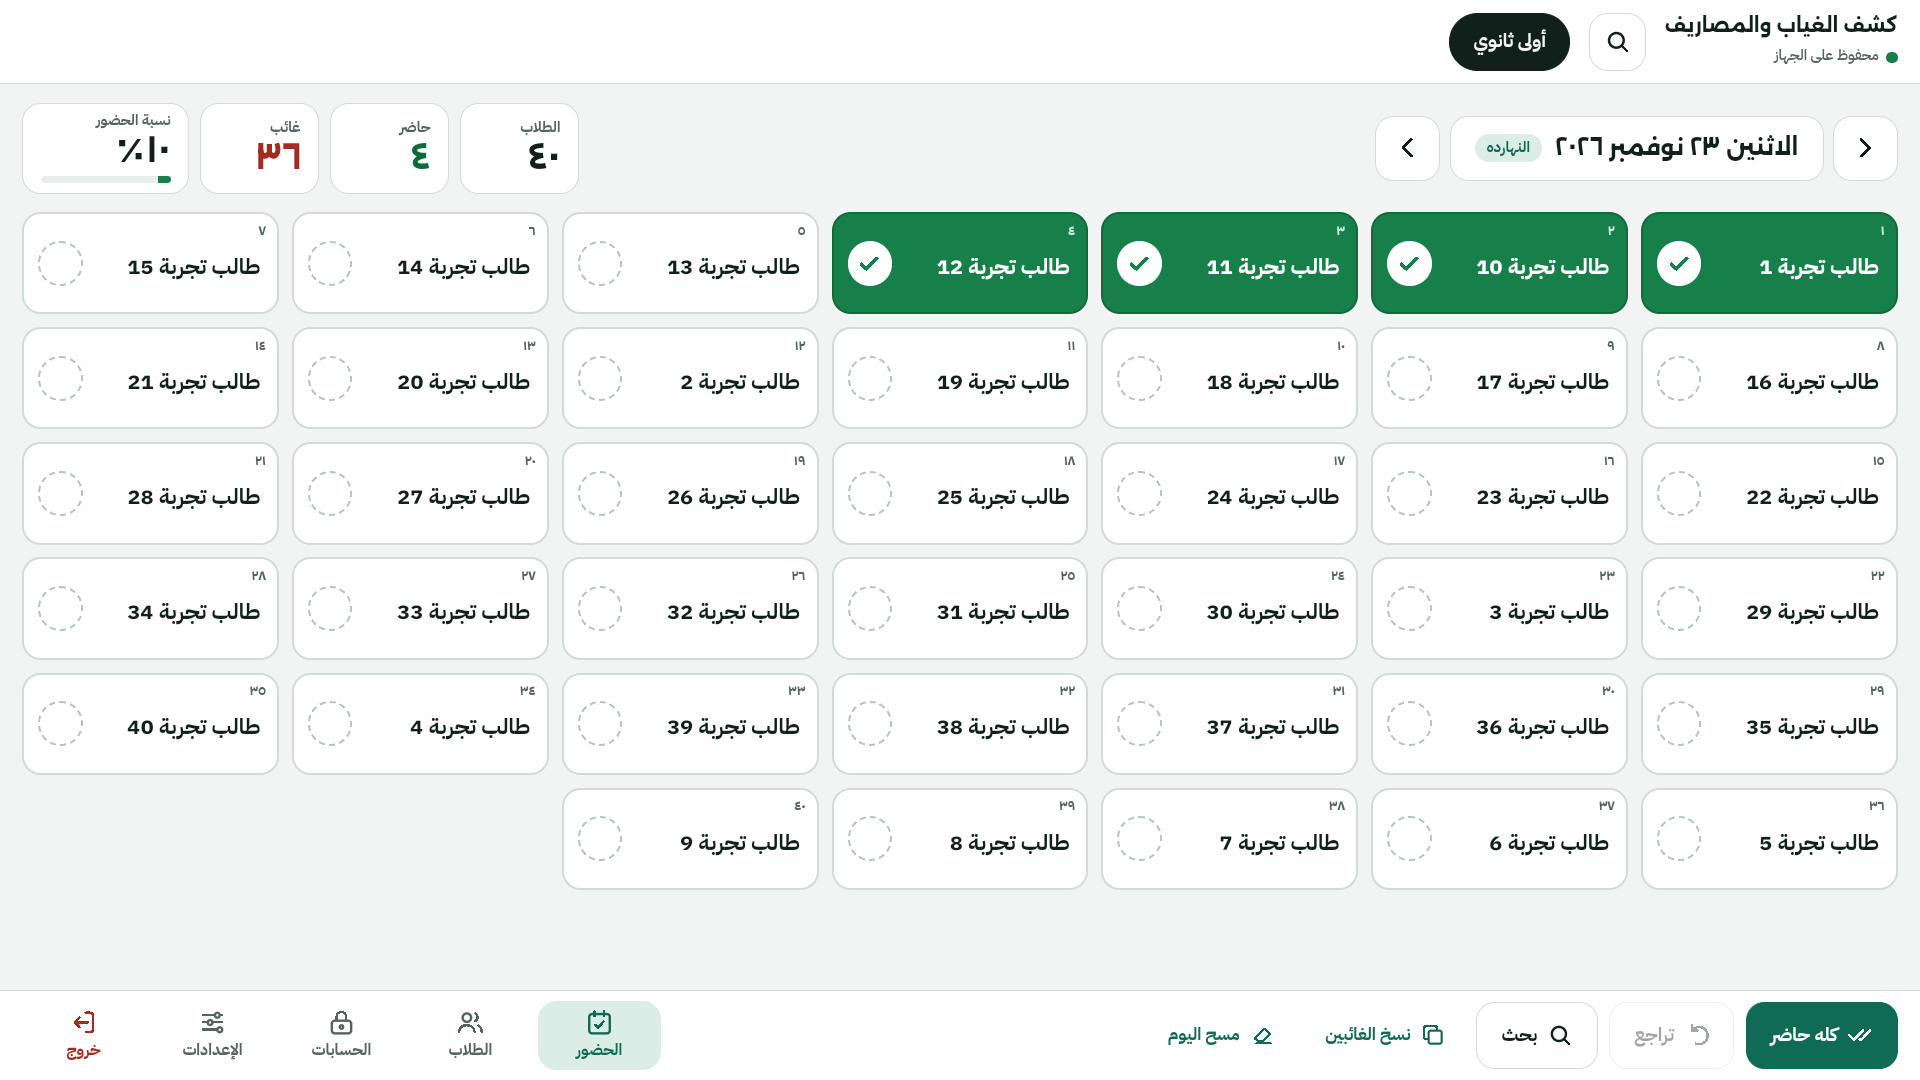 كشف الغياب والمصاريف
محفوظ على الجهاز
أولى ثانوي
الاثنين ٢٣ نوفمبر ٢٠٢٦ النهارده
الطلاب
٤٠
حاضر
٤
غائب
٣٦
نسبة الحضور
١٠٪
١
طالب تجربة 1
٢
طالب تجربة 10
٣
طالب تجربة 11
٤
طالب تجربة 12
٥
طالب تجربة 13
٦
طالب تجربة 14
٧
طالب تجربة 15
٨
طالب تجربة 16
٩
طالب تجربة 17
١٠
طالب تجربة 18
١١
طالب تجربة 19
١٢
طالب تجربة 2
١٣
طالب تجربة 20
١٤
طالب تجربة 21
١٥
طالب تجربة 22
١٦
طالب تجربة 23
١٧
طالب تجربة 24
١٨
طالب تجربة 25
١٩
طالب تجربة 26
٢٠
طالب تجربة 27
٢١
طالب تجربة 28
٢٢
طالب تجربة 29
٢٣
طالب تجربة 3
٢٤
طالب تجربة 30
٢٥
طالب تجربة 31
٢٦
طالب تجربة 32
٢٧
طالب تجربة 33
٢٨
طالب تجربة 34
٢٩
طالب تجربة 35
٣٠
طالب تجربة 36
٣١
طالب تجربة 37
٣٢
طالب تجربة 38
٣٣
طالب تجربة 39
٣٤
طالب تجربة 4
٣٥
طالب تجربة 40
٣٦
طالب تجربة 5
٣٧
طالب تجربة 6
٣٨
طالب تجربة 7
٣٩
طالب تجربة 8
٤٠
طالب تجربة 9
كله حاضر
تراجع
بحث
نسخ الغائبين
مسح اليوم
الحضور
الطلاب
الحسابات
الإعدادات
خروج